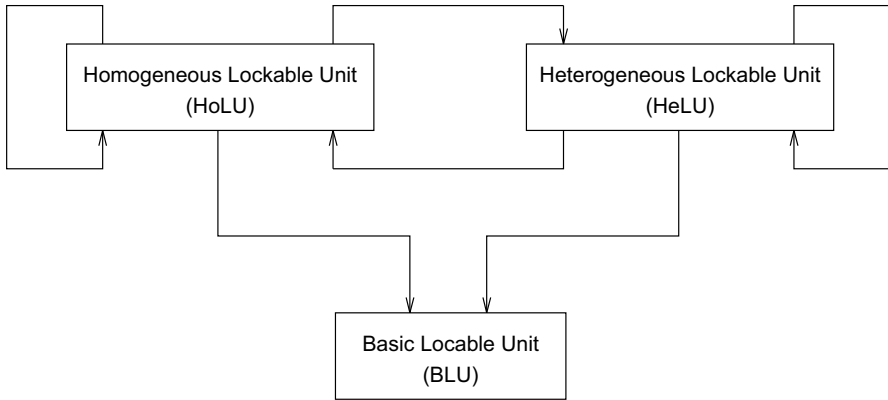 Homogeneous Lockable Unit
(HoLU)
Heterogeneous Lockable Unit
(HeLU)
Basic Locable Unit
(BLU)